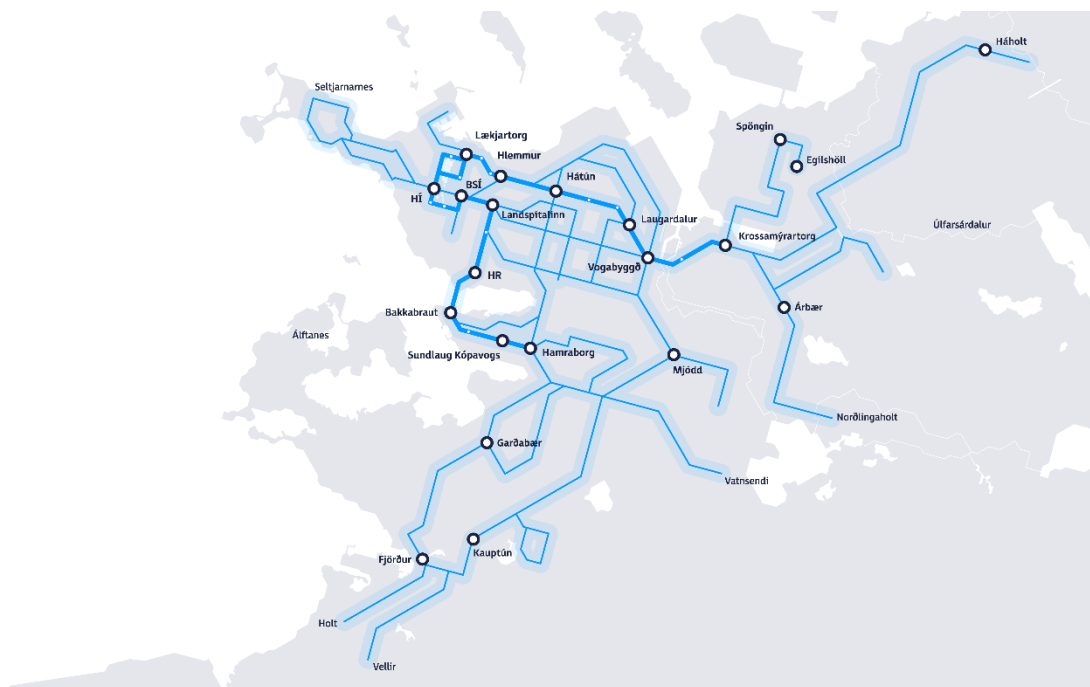 Háholt
Seltjarnarnes
Spöngin
Lækjartorg
Hlemmur
Egilshöll
BSÍ
Hátún
HÍ
Landspítalinn
Laugardalur
Úlfarsárdalur
Krossamýrartorg
Vogabyggð
HR
Árbær
Bakkabraut
Álftanes
Sundlaug Kópavogs
Hamraborg
Mjódd
Norðlingaholt
Garðabær
Vatnsendi
Kauptún
Fjörður
Holt
Vellir